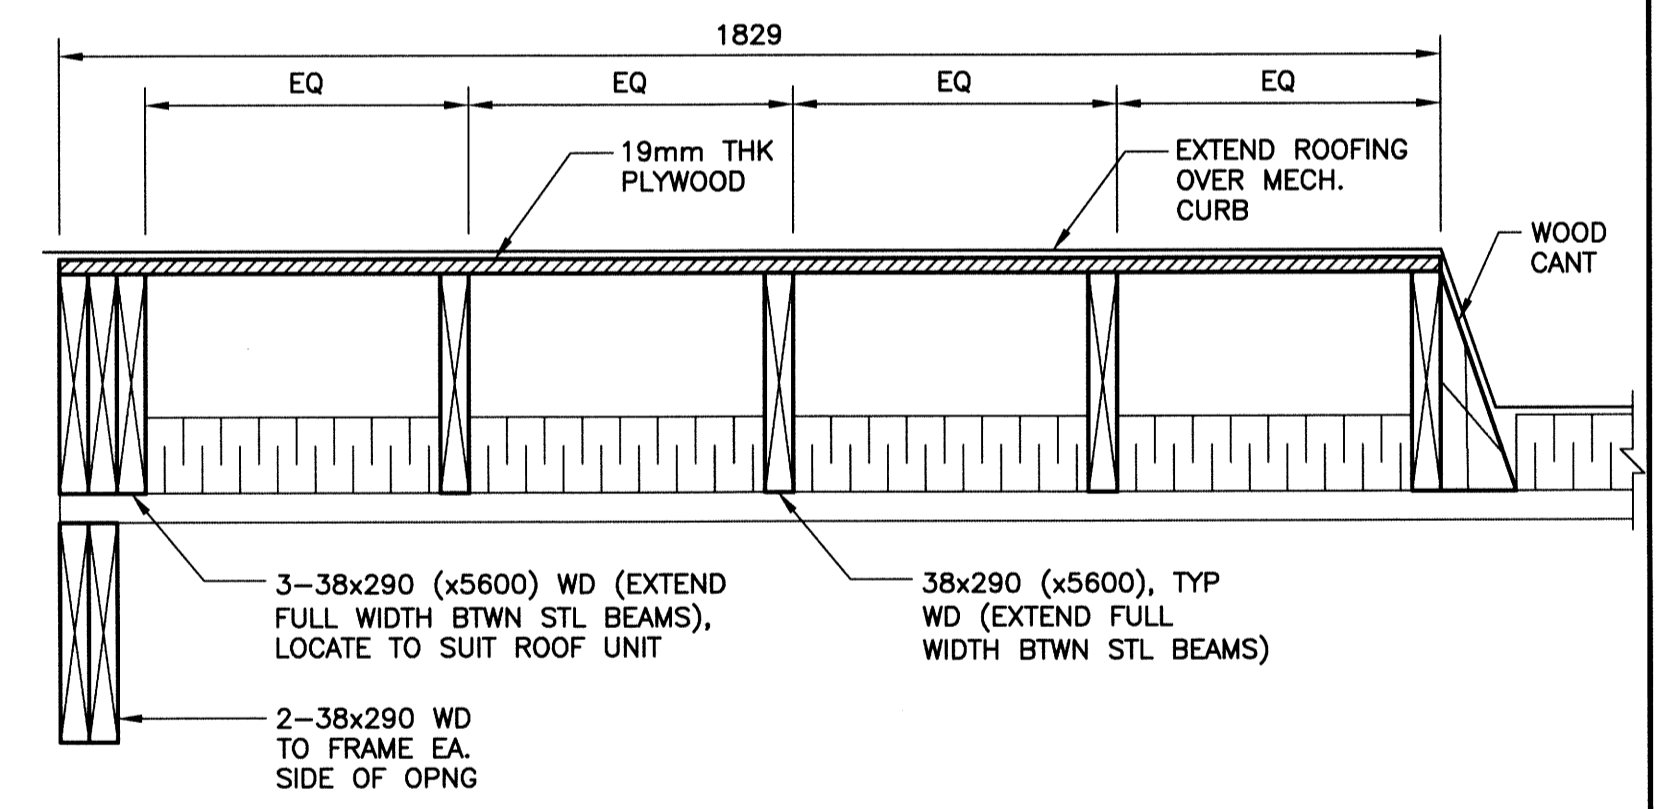 1829
EQ
EQ
EQ
EQ
19mm THK
PLYWOOD
EXTEND ROOFING
OVER MECH.
CURB
WOOD
CANT
3-38x290 (x5600) WD (EXTEND
FULL WIDTH BTWN STL BEAMS),
LOCATE TO SUIT ROOF UNIT
38x290 (x5600), TYP
WD (EXTEND FULL
WIDTH BTWN STL BEAMS)
2-38x290 WD
TO FRAME EA.
SIDE OF OPNG